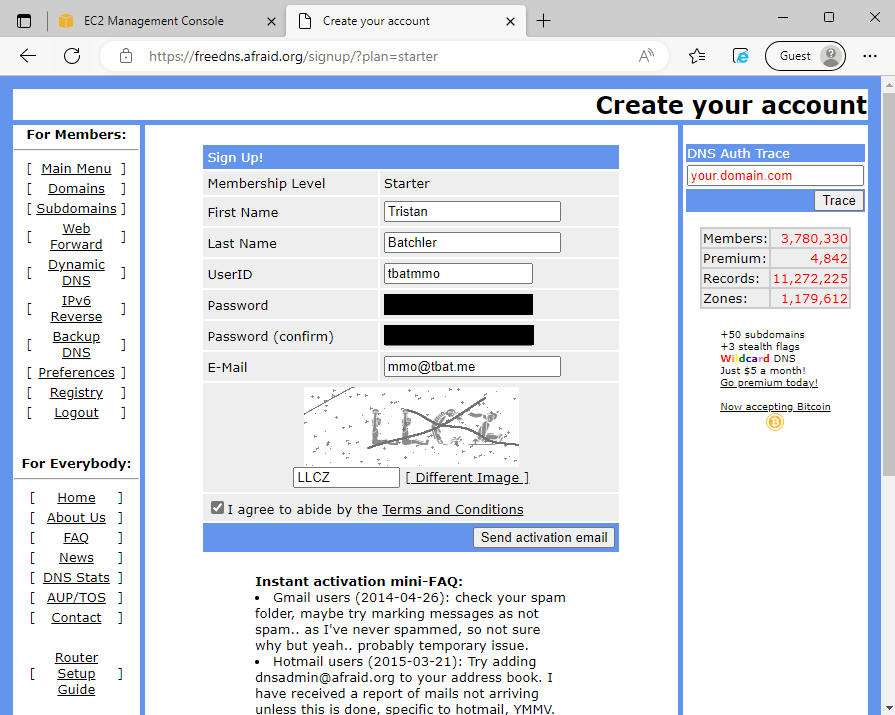 EC2 Management Console
Create your account
https://freedns.afraid.org/signup/?plan=starter
Guest
Create your account
For Members:
[ Main Menu ]
[ Domains ]
[ Subdomains ]
[ Web Forward ]
[ Dynamic DNS ]
[ IPv6 Reverse ]
[ Backup DNS ]
[ Preferences ]
[ Registry ]
[ Logout ]
For Everybody:
[ Home ]
[ About Us ]
[ FAQ ]
[ News ]
[ DNS Stats ]
[ AUP/TOS ]
[ Contact ]
[ Router Setup Guide ]
Sign Up!
Membership Level Starter
First Name Tristan
Last Name Batchler
UserID tbatmmo
Password
Password (confirm)
E-Mail mmo@tbat.me
LLCZ
LLCZ [ Different Image ]
I agree to abide by the Terms and Conditions
Send activation email
Instant activation mini-FAQ:
• Gmail users (2014-04-26): check your spam
folder, maybe try marking messages as not
spam.. as I've never spammed, so not sure
why but yeah.. probably temporary issue.
• Hotmail users (2015-03-21): Try adding
dnsadmin@afraid.org to your address book. I
have received a report of mails not arriving
unless this is done, specific to hotmail, YMMV.
DNS Auth Trace
your.domain.com
Trace
Members: 3,780,330
Premium: 4,842
Records: 11,272,225
Zones: 1,179,612
+50 subdomains
+3 stealth flags
Wildcard DNS
Just $5 a month!
Go premium today!
Now accepting Bitcoin